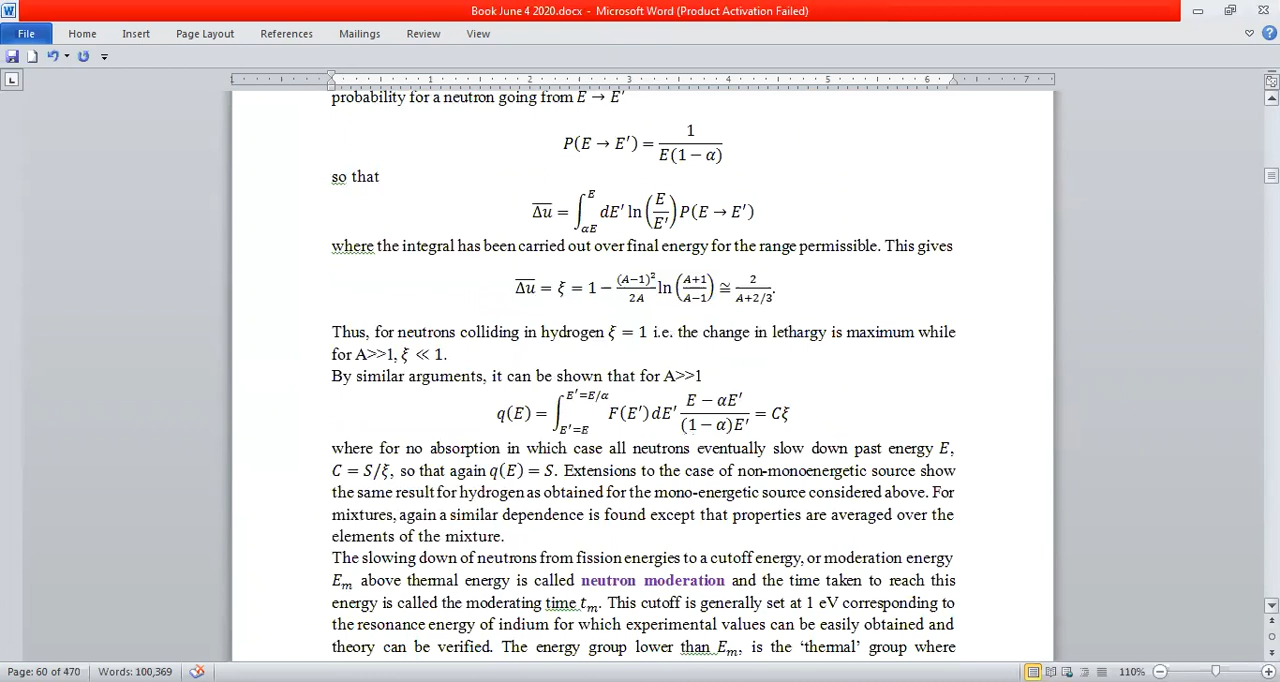 Book June 4 2020.docx - Microsoft Word (Product Activation Failed)
File Home Insert Page Layout References Mailings Review View
1 1 2 3 4 5 6 7
probability for a neutron going from E → E′
P(E → E′) = 1 / E(1 − α)
so that
Δu̅ = ∫_{αE}^{E} dE′ ln(E/E′) P(E → E′)
where the integral has been carried out over final energy for the range permissible. This gives
Δu̅ = ξ = 1 − (A−1)²/2A ln((A+1)/(A−1)) ≅ 2/(A+2/3).
Thus, for neutrons colliding in hydrogen ξ = 1 i.e. the change in lethargy is maximum while
for A>>1, ξ ≪ 1.
By similar arguments, it can be shown that for A>>1
q(E) = ∫_{E′=E}^{E′=E/α} F(E′) dE′ (E − αE′)/((1 − α)E′) = Cξ
where for no absorption in which case all neutrons eventually slow down past energy E,
C = S/ξ, so that again q(E) = S. Extensions to the case of non-monoenergetic source show
the same result for hydrogen as obtained for the mono-energetic source considered above. For
mixtures, again a similar dependence is found except that properties are averaged over the
elements of the mixture.
The slowing down of neutrons from fission energies to a cutoff energy, or moderation energy
E_m above thermal energy is called neutron moderation and the time taken to reach this
energy is called the moderating time t_m. This cutoff is generally set at 1 eV corresponding to
the resonance energy of indium for which experimental values can be easily obtained and
theory can be verified. The energy group lower than E_m, is the ‘thermal’ group where
Page: 60 of 470 Words: 100,369 110%